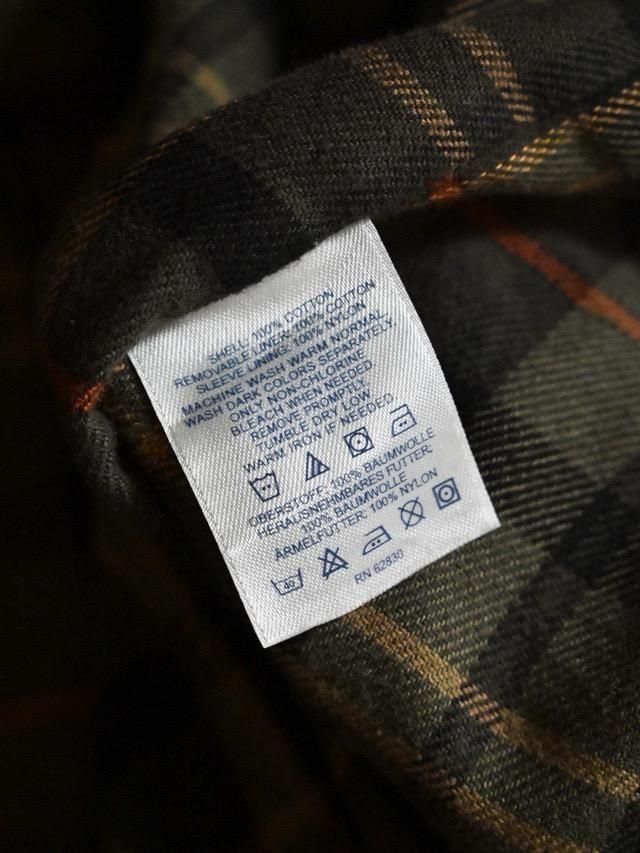 SHELL: 100% COTTON
REMOVABLE LINER: 100% COTTON
SLEEVE LINING: 100% NYLON
MACHINE WASH WARM NORMAL
WASH DARK COLORS SEPARATELY.
ONLY NON-CHLORINE
BLEACH WHEN NEEDED
REMOVE PROMPTLY
TUMBLE DRY LOW
WARM IRON IF NEEDED
OBERSTOFF: 100% BAUMWOLLE
HERAUSNEHMBARES FUTTER:
100% BAUMWOLLE
ÄRMELFUTTER: 100% NYLON
40
RN 62830